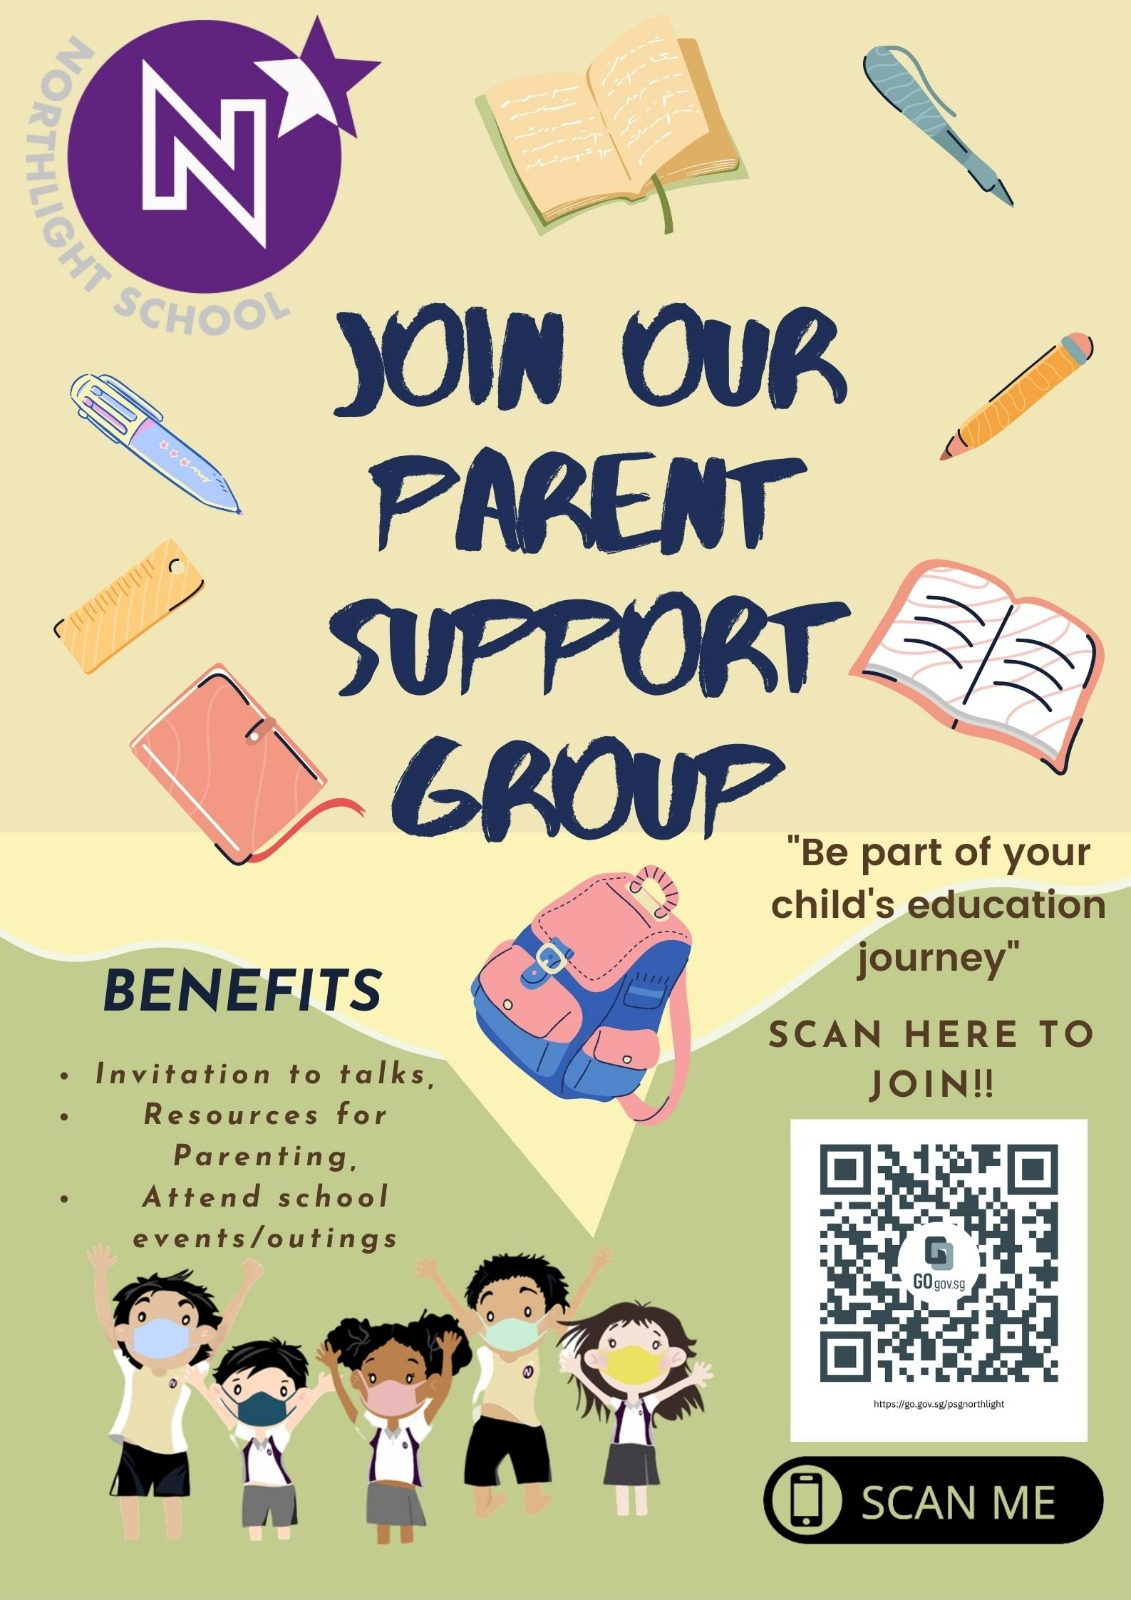 NORTHLIGHT SCHOOL
N
JOIN OUR
PARENT
SUPPORT
GROUP
"Be part of your
child's education
journey"
BENEFITS
• Invitation to talks,
• Resources for
Parenting,
• Attend school
events/outings
SCAN HERE TO
JOIN!!
GO gov.sg
https://go.gov.sg/psgnorthlight
SCAN ME